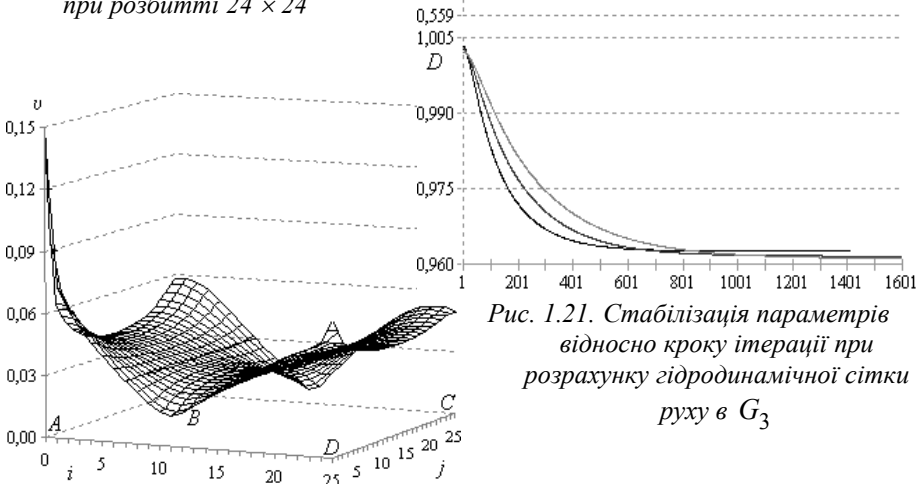 при розбитті 24 × 24
υ
0,15
0,12
0,09
0,06
0,03
0,00
A
B
C
D
0 5 10 15 20 25
i
5 10 15 20 25
j
0,559
1,005
D
0,990
0,975
0,960
1 201 401 601 801 1001 1201 1401 1601
Рис. 1.21. Стабілізація параметрів
відносно кроку ітерації при
розрахунку гідродинамічної сітки
руху в G₃